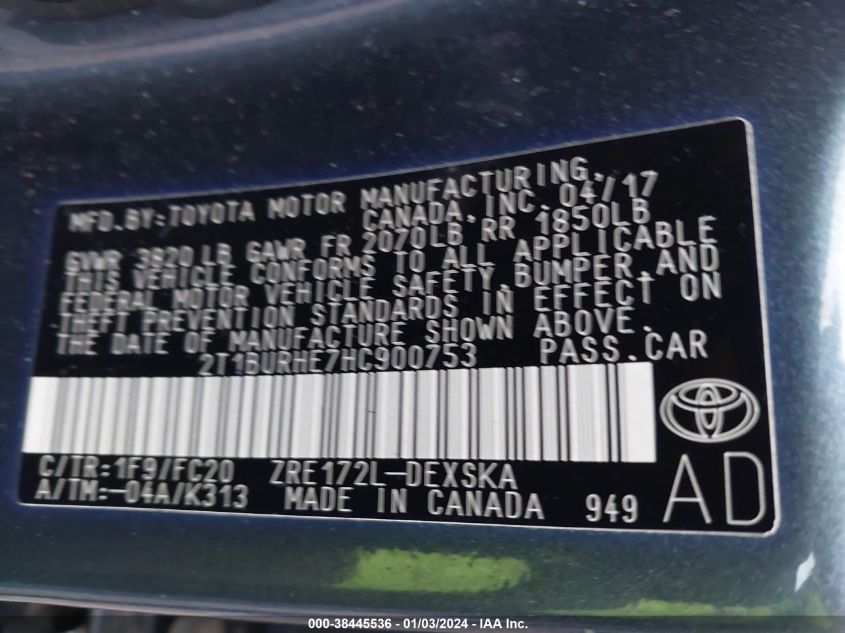 MFD.BY:TOYOTA MOTOR MANUFACTURING,
CANADA, INC. 04/17
GVWR 3820 LB GAWR FR 2070LB RR 1850LB
THIS VEHICLE CONFORMS TO ALL APPLICABLE
FEDERAL MOTOR VEHICLE SAFETY,BUMPER,AND
THEFT PREVENTION STANDARDS IN EFFECT ON
THE DATE OF MANUFACTURE SHOWN ABOVE.
2T1BURHE7HC900753 PASS.CAR
C/TR:1F9/FC20 ZRE172L-DEXSKA
A/TM:-04A/K313 MADE IN CANADA 949
AD
000-38445536 - 01/03/2024 - IAA Inc.